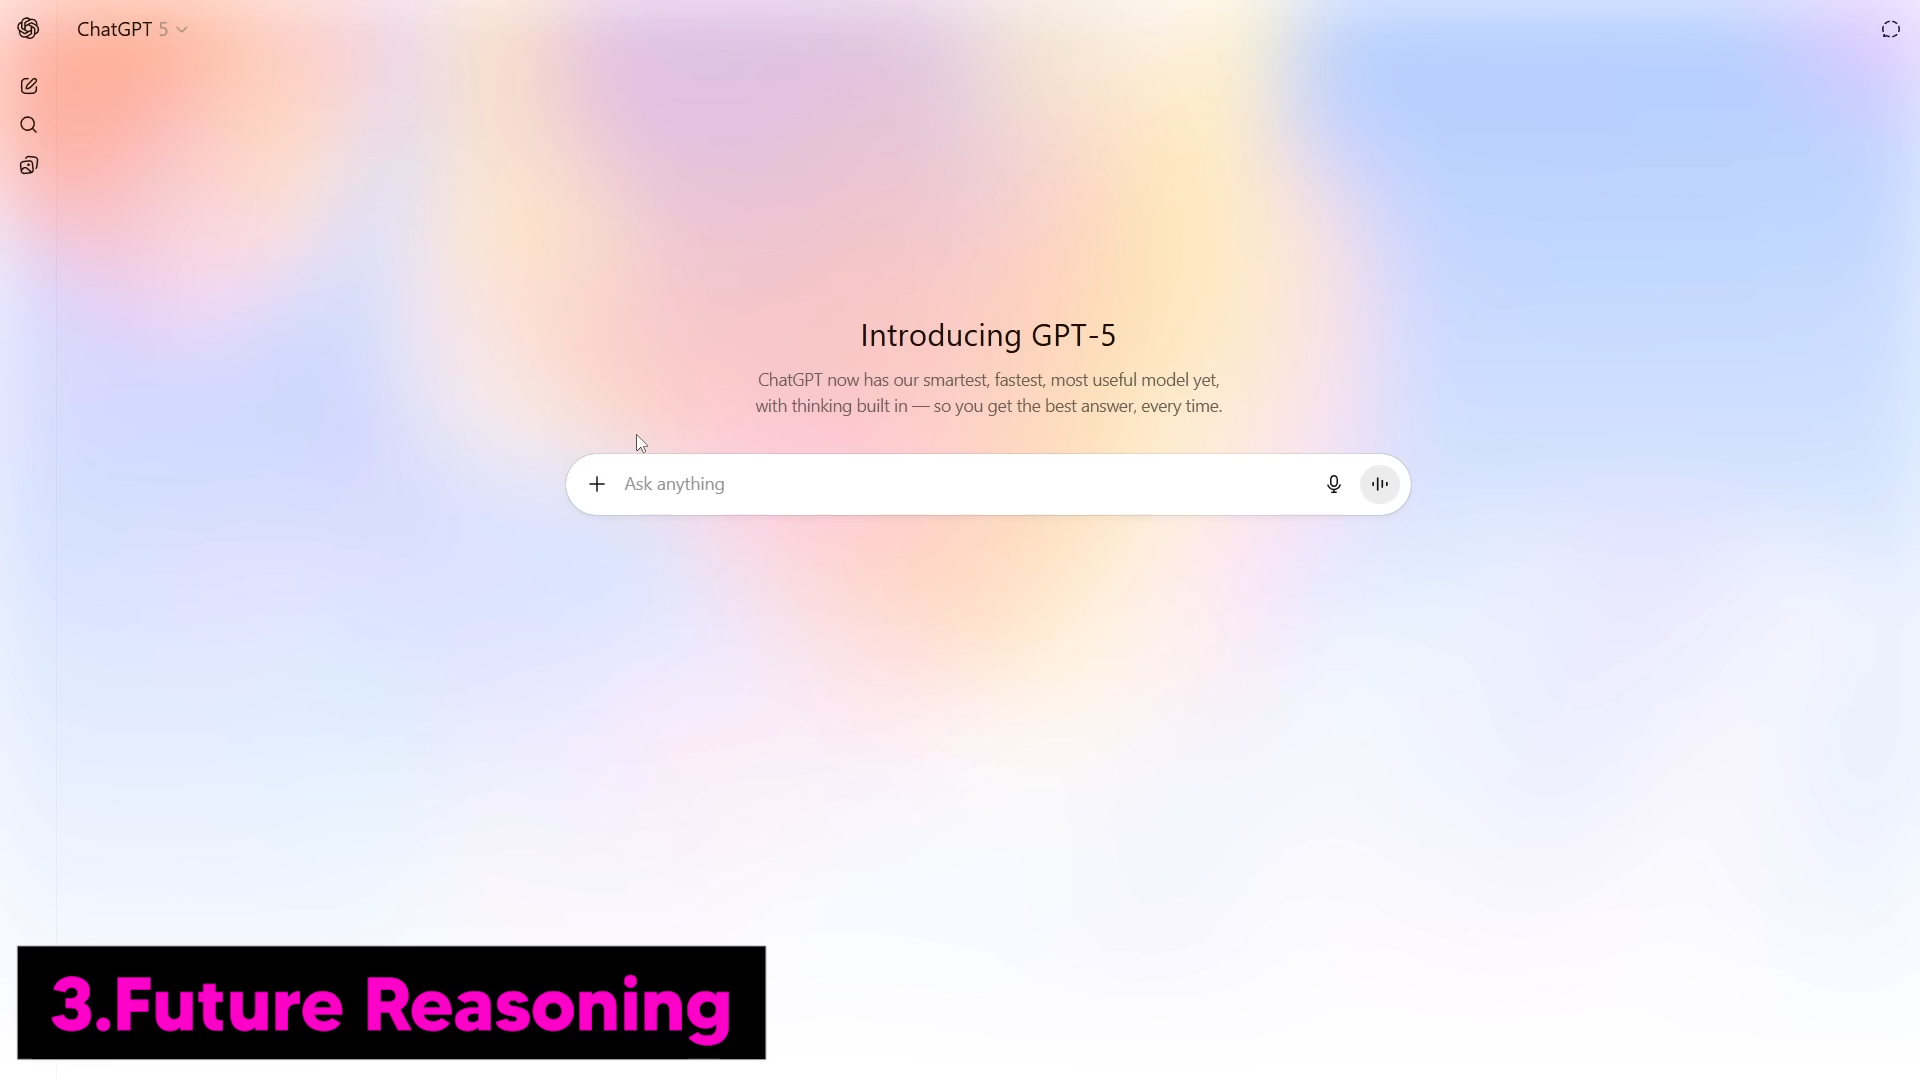 ChatGPT 5
Introducing GPT-5
ChatGPT now has our smartest, fastest, most useful model yet,
with thinking built in — so you get the best answer, every time.
Ask anything
3.Future Reasoning